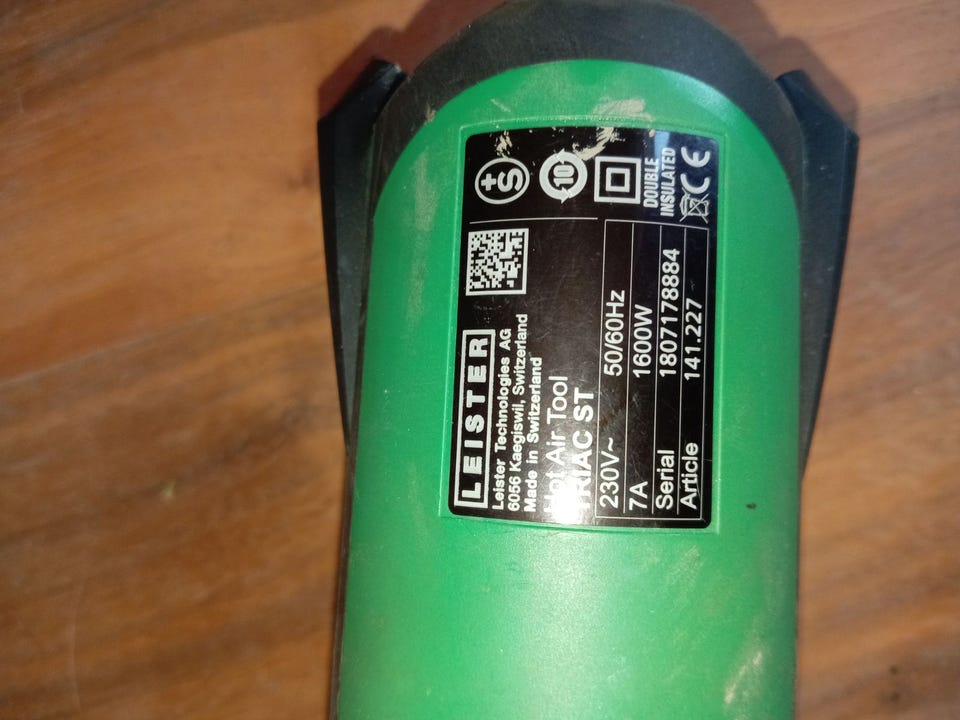 LEISTER
Leister Technologies AG
6056 Kaegiswil, Switzerland
Made in Switzerland
Hot Air Tool
TRIAC ST
230V~ 50/60Hz
7A 1600W
Serial 1807178884
Article 141.227
+S
10
DOUBLE
INSULATED
CE